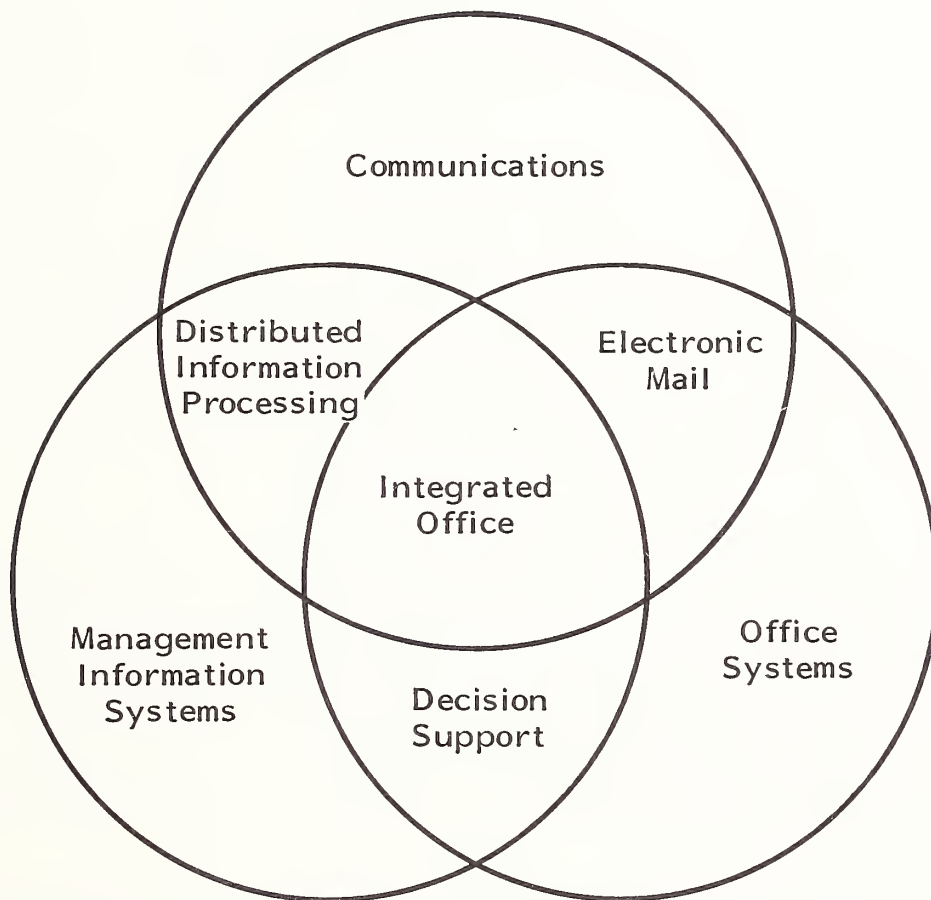 Communications
Distributed
Information
Processing
Electronic
Mail
Integrated
Office
Management
Information
Systems
Office
Systems
Decision
Support